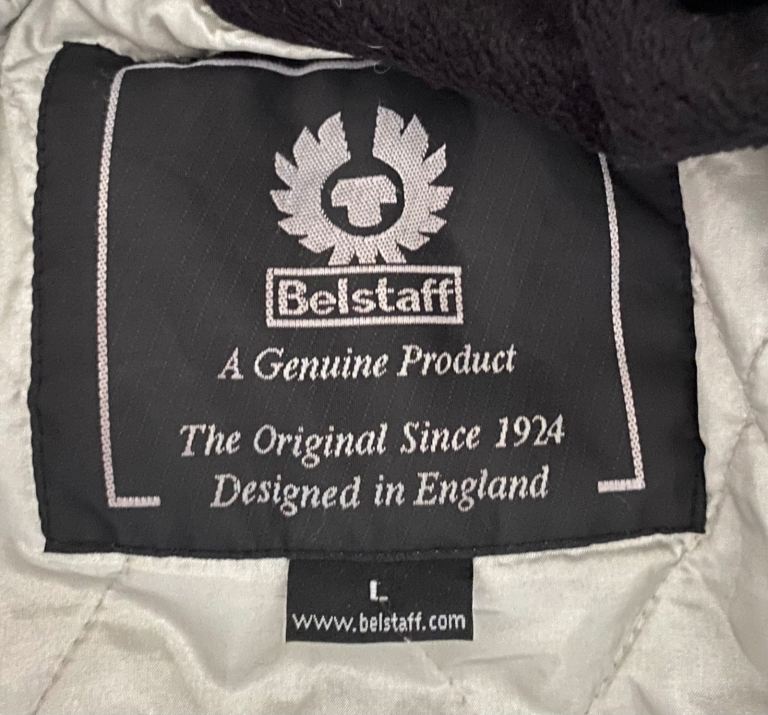 Belstaff
A Genuine Product
The Original Since 1924
Designed in England
L
www.belstaff.com